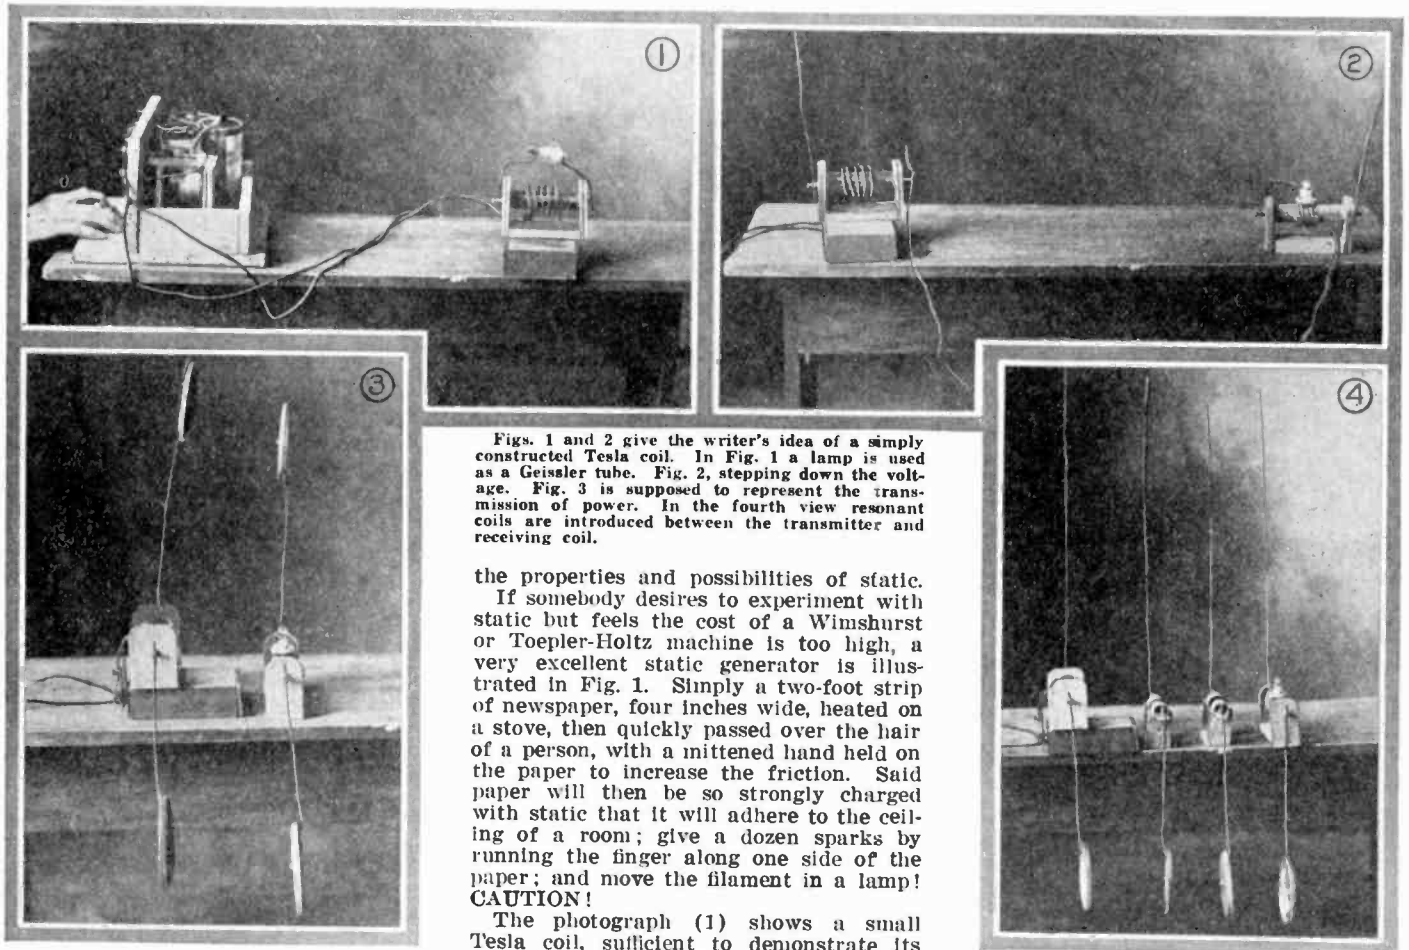 ①
②
③
④
Figs. 1 and 2 give the writer's idea of a simply
constructed Tesla coil. In Fig. 1 a lamp is used
as a Geissler tube. Fig. 2, stepping down the volt-
age. Fig. 3 is supposed to represent the trans-
mission of power. In the fourth view resonant
coils are introduced between the transmitter and
receiving coil.
the properties and possibilities of static.
If somebody desires to experiment with
static but feels the cost of a Wimshurst
or Toepler-Holtz machine is too high, a
very excellent static generator is illus-
trated in Fig. 1. Simply a two-foot strip
of newspaper, four inches wide, heated on
a stove, then quickly passed over the hair
of a person, with a mittened hand held on
the paper to increase the friction. Said
paper will then be so strongly charged
with static that it will adhere to the ceil-
ing of a room; give a dozen sparks by
running the finger along one side of the
paper; and move the filament in a lamp!
CAUTION!
The photograph (1) shows a small
Tesla coil, sufficient to demonstrate its